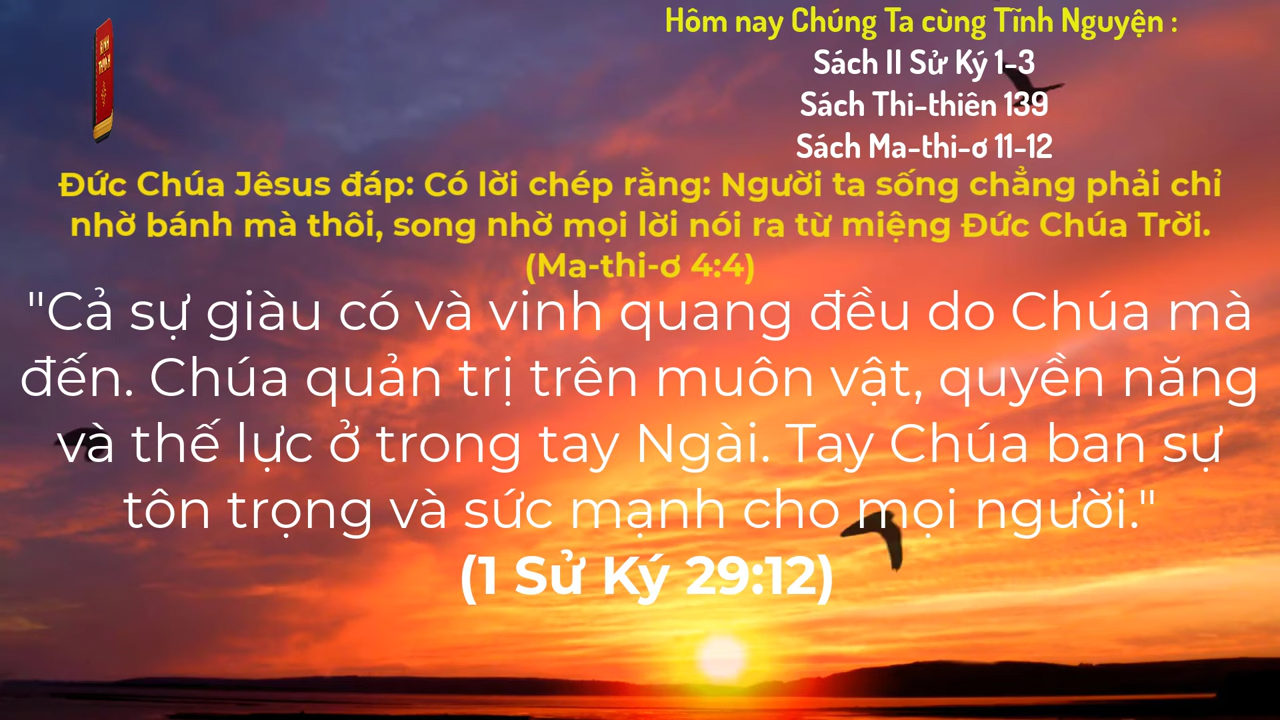 KINH
THÁNH
Hôm nay Chúng Ta cùng Tĩnh Nguyện :
Sách II Sử Ký 1-3
Sách Thi-thiên 139
Sách Ma-thi-ơ 11-12
Đức Chúa Jêsus đáp: Có lời chép rằng: Người ta sống chẳng phải chỉ
nhờ bánh mà thôi, song nhờ mọi lời nói ra từ miệng Đức Chúa Trời.
(Ma-thi-ơ 4:4)
"Cả sự giàu có và vinh quang đều do Chúa mà
đến. Chúa quản trị trên muôn vật, quyền năng
và thế lực ở trong tay Ngài. Tay Chúa ban sự
tôn trọng và sức mạnh cho mọi người."
(1 Sử Ký 29:12)